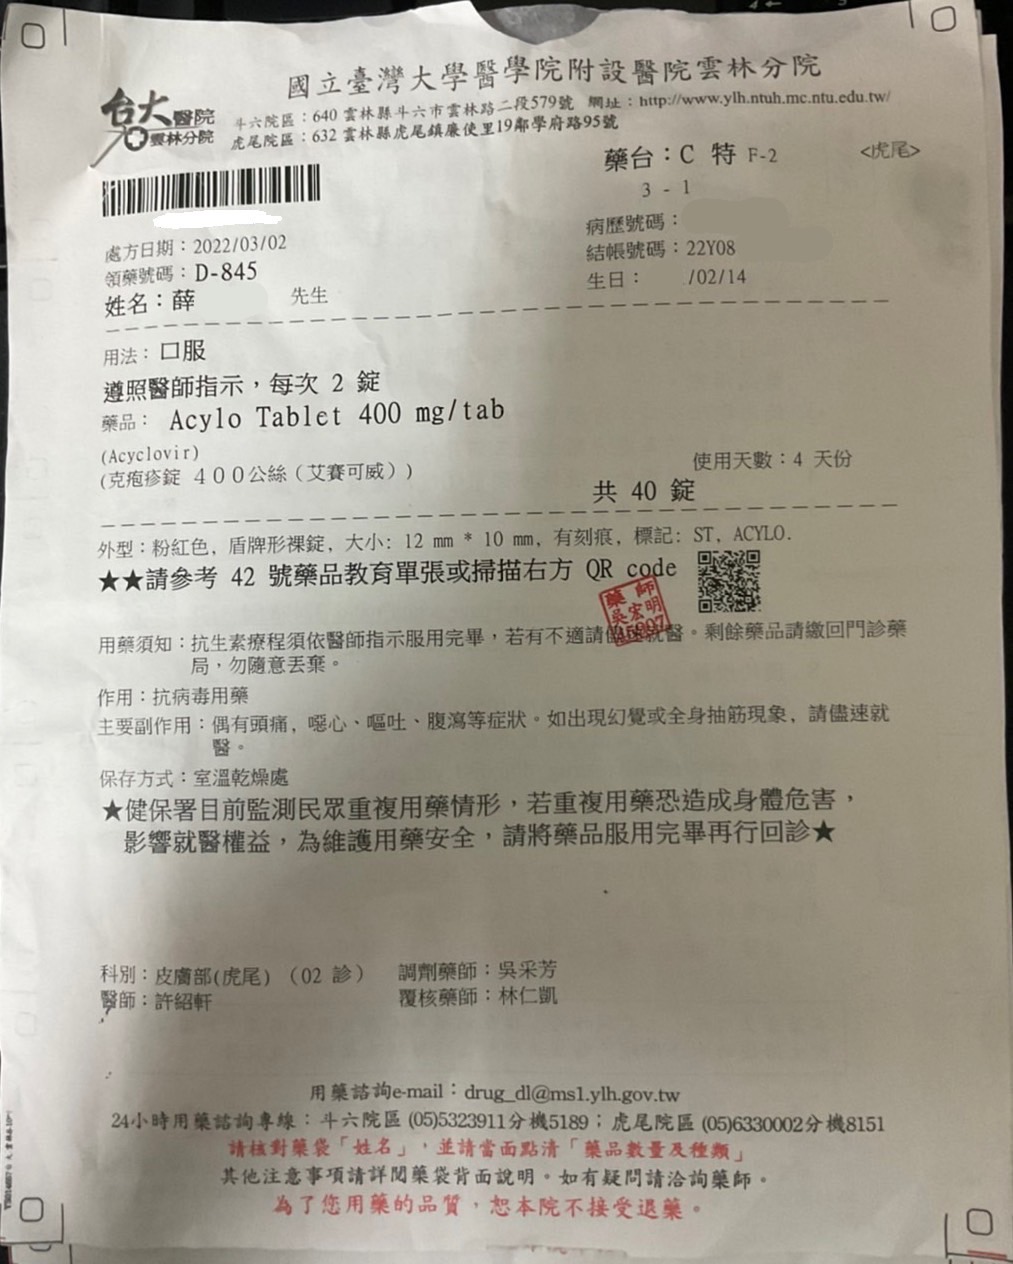 國立臺灣大學醫學院附設醫院雲林分院
台大醫院
雲林分院
斗六院區：640 雲林縣斗六市雲林路二段579號 網址：http://www.ylh.ntuh.mc.ntu.edu.tw/
虎尾院區：632 雲林縣虎尾鎮廉使里19鄰學府路95號
藥台：C 特 F-2 <虎尾>
3 - 1
病歷號碼：
處方日期：2022/03/02
結帳號碼：22Y08
領藥號碼：D-845
生日： /02/14
姓名：薛 先生
用法：口服
遵照醫師指示，每次 2 錠
藥品： Acylo Tablet 400 mg/tab
(Acyclovir)
(克疱疹錠 400公絲（艾賽可威）)
使用天數：4 天份
共 40 錠
外型：粉紅色, 盾牌形裸錠, 大小: 12 mm * 10 mm, 有刻痕, 標記: ST, ACYLO.
★★請參考 42 號藥品教育單張或掃描右方 QR code
藥師
吳宏明
用藥須知：抗生素療程須依醫師指示服用完畢，若有不適請儘速就醫。剩餘藥品請繳回門診藥
局，勿隨意丟棄。
作用：抗病毒用藥
主要副作用：偶有頭痛, 噁心、嘔吐、腹瀉等症狀。如出現幻覺或全身抽筋現象, 請儘速就
醫。
保存方式：室溫乾燥處
★健保署目前監測民眾重複用藥情形，若重複用藥恐造成身體危害，
影響就醫權益，為維護用藥安全，請將藥品服用完畢再行回診★
科別：皮膚部(虎尾) （02 診） 調劑藥師：吳采芳
醫師：許紹軒 覆核藥師：林仁凱
用藥諮詢e-mail：drug_dl@ms1.ylh.gov.tw
24小時用藥諮詢專線：斗六院區 (05)5323911分機5189；虎尾院區 (05)6330002分機8151
請核對藥袋「姓名」，並請當面點清「藥品數量及種類」
其他注意事項請詳閱藥袋背面說明。如有疑問請洽詢藥師。
為了您用藥的品質，恕本院不接受退藥。